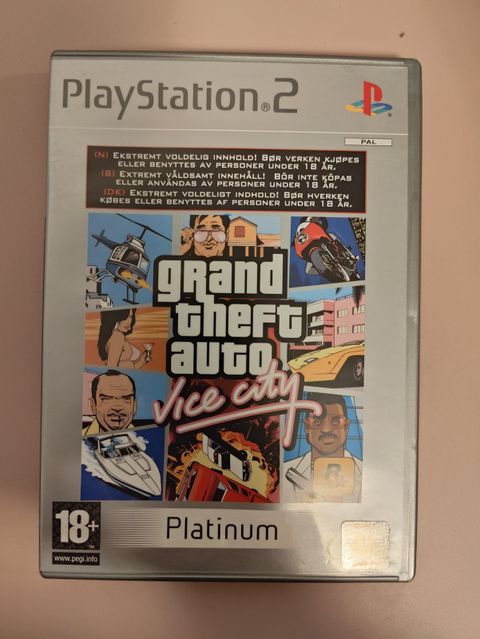 PlayStation®2
PAL
(N) EKSTREMT VOLDELIG INNHOLD! BØR VERKEN KJØPES
ELLER BENYTTES AV PERSONER UNDER 18 ÅR.
(S) EXTREMT VÅLDSAMT INNEHÅLL! BÖR INTE KÖPAS
ELLER ANVÄNDAS AV PERSONER UNDER 18 ÅR.
(DK) EKSTREMT VOLDELIGT INDHOLD! BØR HVERKEN
KØBES ELLER BENYTTES AF PERSONER UNDER 18 ÅR.
grand
theft
auto
Vice City
18+
www.pegi.info
Platinum